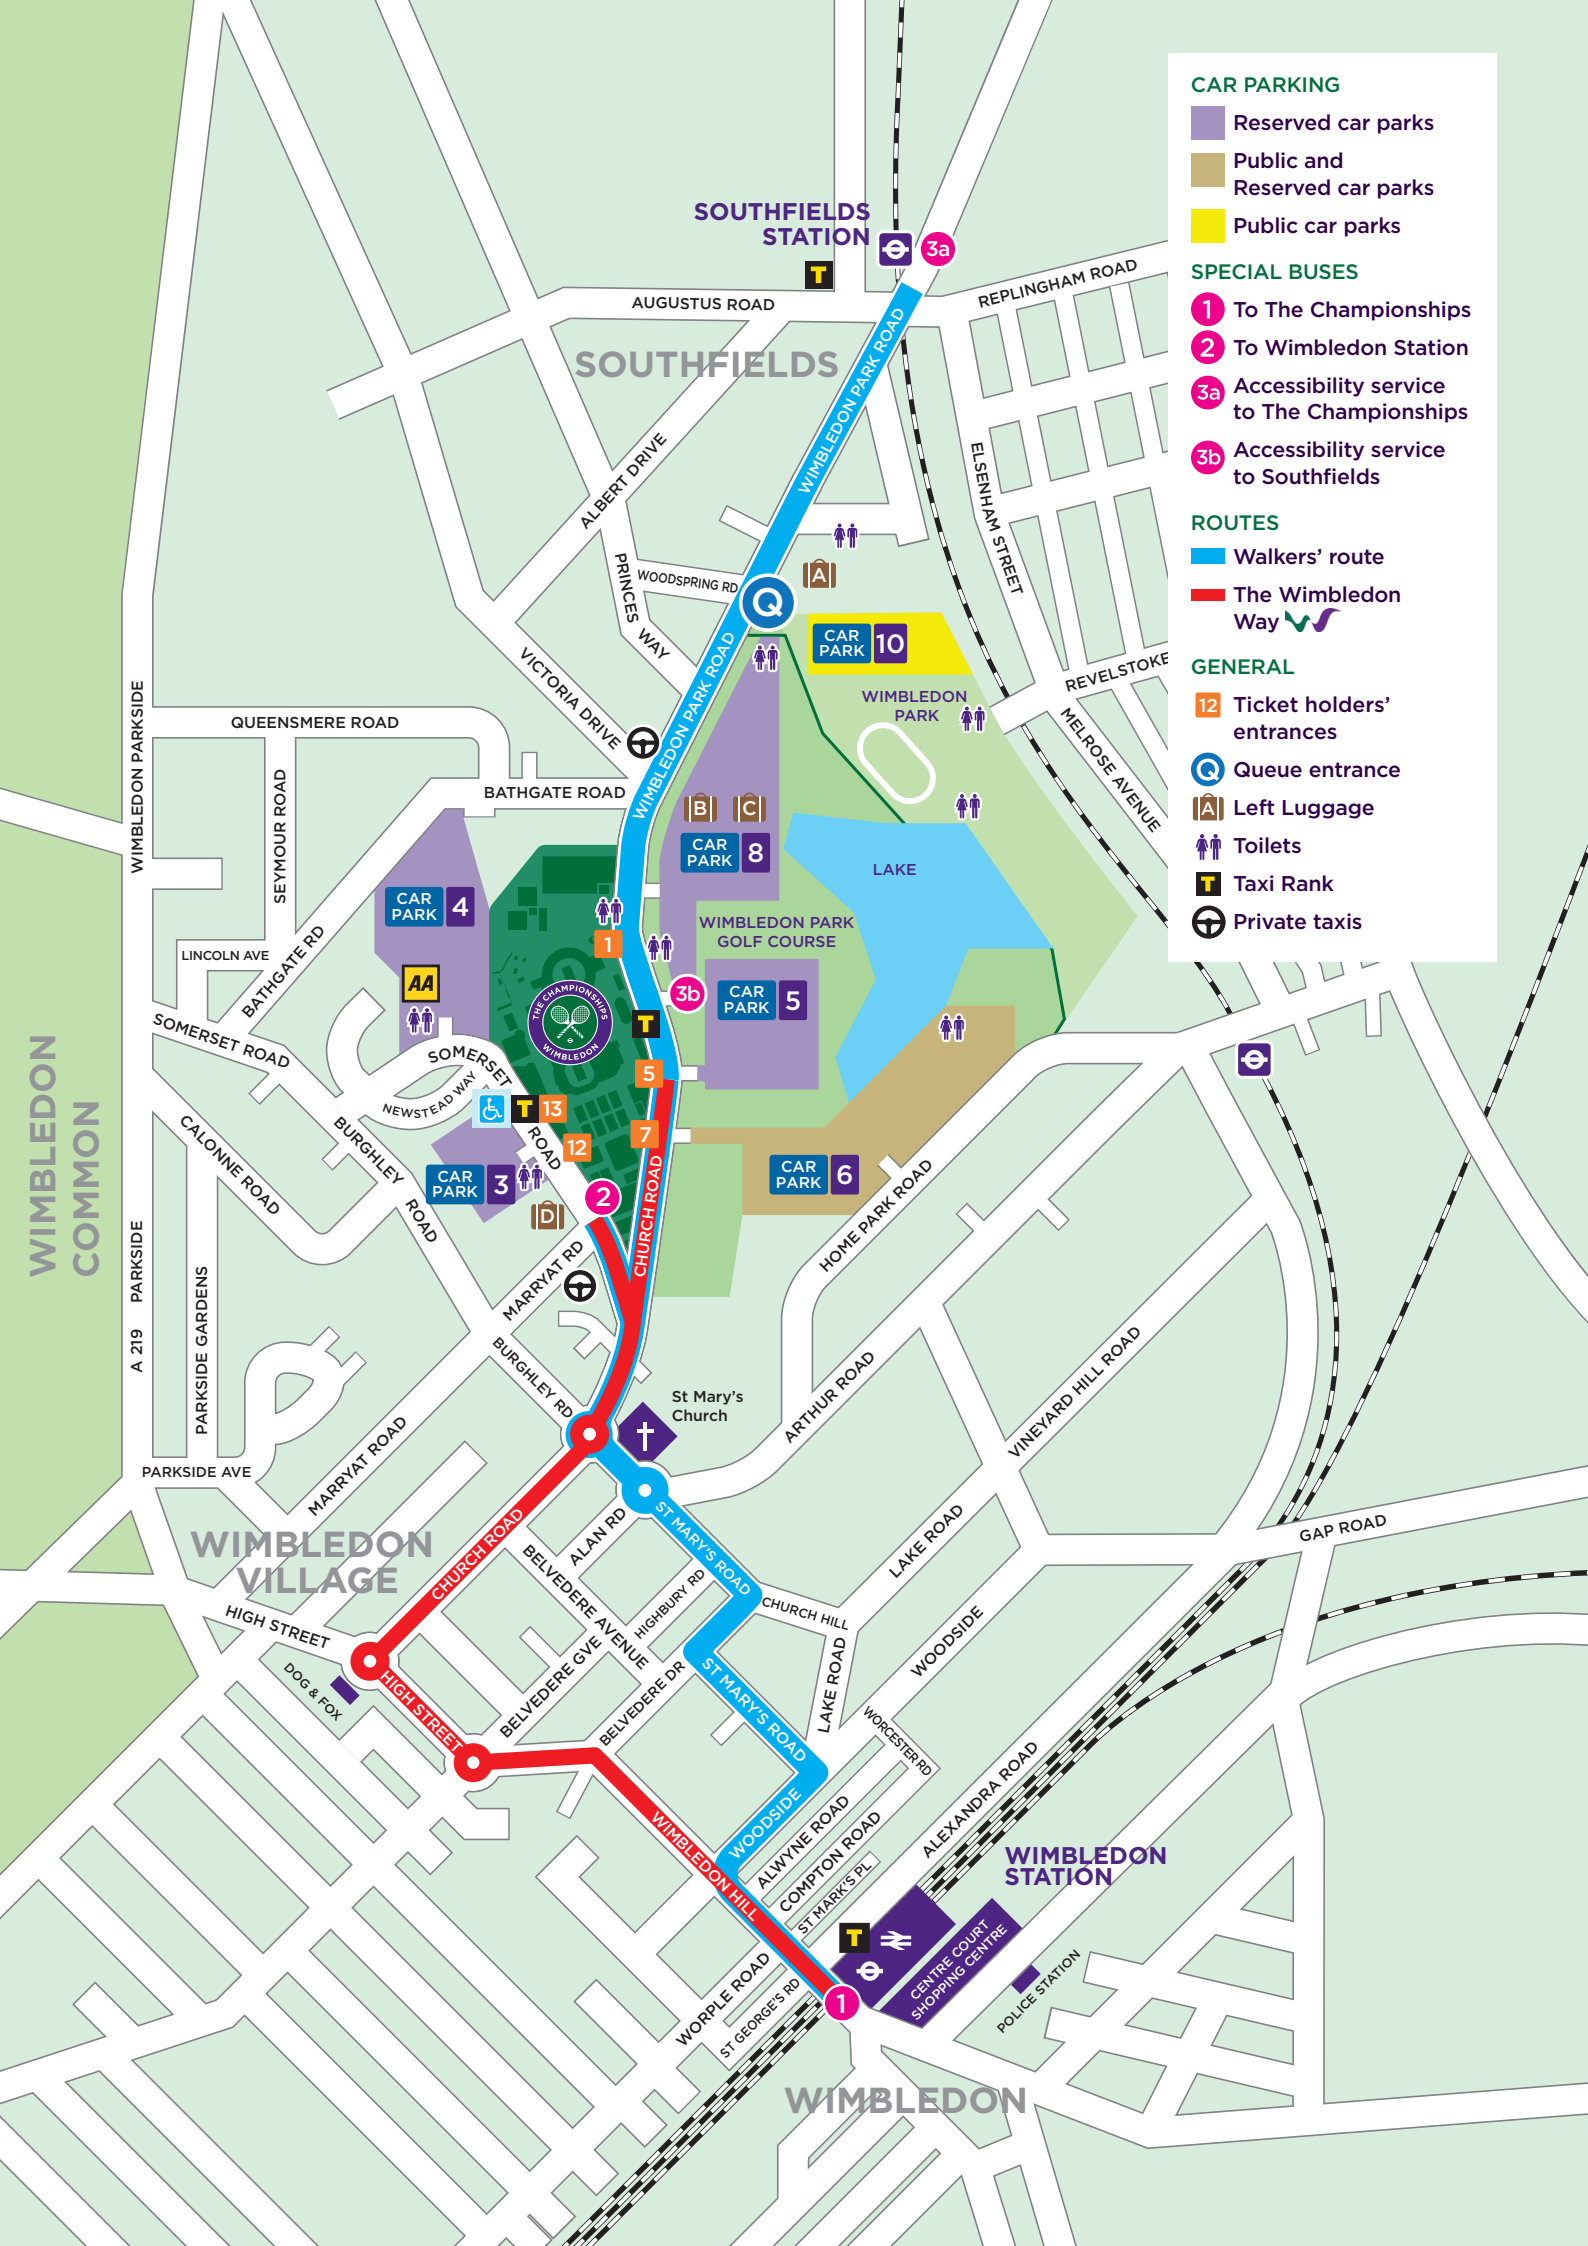 CAR PARKING
Reserved car parks
Public and
Reserved car parks
Public car parks
SPECIAL BUSES
1 To The Championships
2 To Wimbledon Station
3a Accessibility service
to The Championships
3b Accessibility service
to Southfields
ROUTES
Walkers' route
The Wimbledon
Way
GENERAL
12 Ticket holders'
entrances
Q Queue entrance
A Left Luggage
Toilets
T Taxi Rank
Private taxis
SOUTHFIELDS
STATION
3a
T
AUGUSTUS ROAD
REPLINGHAM ROAD
SOUTHFIELDS
WIMBLEDON PARK ROAD
ALBERT DRIVE
ELSENHAM STREET
PRINCES WAY
WOODSPRING RD
A
Q
CAR
PARK 10
WIMBLEDON
PARK
REVELSTOKE
MELROSE AVENUE
VICTORIA DRIVE
WIMBLEDON PARK ROAD
WIMBLEDON PARK ROAD
QUEENSMERE ROAD
WIMBLEDON PARKSIDE
SEYMOUR ROAD
BATHGATE ROAD
B
C
CAR
PARK 8
LAKE
CAR
PARK 4
1
WIMBLEDON PARK
GOLF COURSE
LINCOLN AVE
BATHGATE RD
AA
3b
CAR
PARK 5
THE CHAMPIONSHIPS
WIMBLEDON
T
SOMERSET ROAD
SOMERSET
ROAD
NEWSTEAD WAY
5
T
13
12
7
WIMBLEDON
COMMON
CALONNE ROAD
BURGHLEY
ROAD
CAR
PARK 3
2
D
CAR
PARK 6
HOME PARK ROAD
CHURCH ROAD
MARRYAT RD
A 219 PARKSIDE
PARKSIDE
PARKSIDE GARDENS
BURGHLEY RD
St Mary's
Church
ARTHUR ROAD
VINEYARD HILL ROAD
PARKSIDE AVE
MARRYAT ROAD
WIMBLEDON
VILLAGE
CHURCH ROAD
ALAN RD
ST MARY'S ROAD
LAKE ROAD
GAP ROAD
BELVEDERE AVENUE
HIGHBURY RD
CHURCH HILL
HIGH STREET
DOG & FOX
HIGH STREET
BELVEDERE GVE
BELVEDERE DR
ST MARY'S ROAD
LAKE ROAD
WOODSIDE
WORCESTER RD
WOODSIDE
WIMBLEDON HILL
ALWYNE ROAD
COMPTON ROAD
ST MARK'S PL
ALEXANDRA ROAD
WIMBLEDON
STATION
T
CENTRE COURT
SHOPPING CENTRE
POLICE STATION
WORPLE ROAD
ST GEORGE'S RD
1
WIMBLEDON